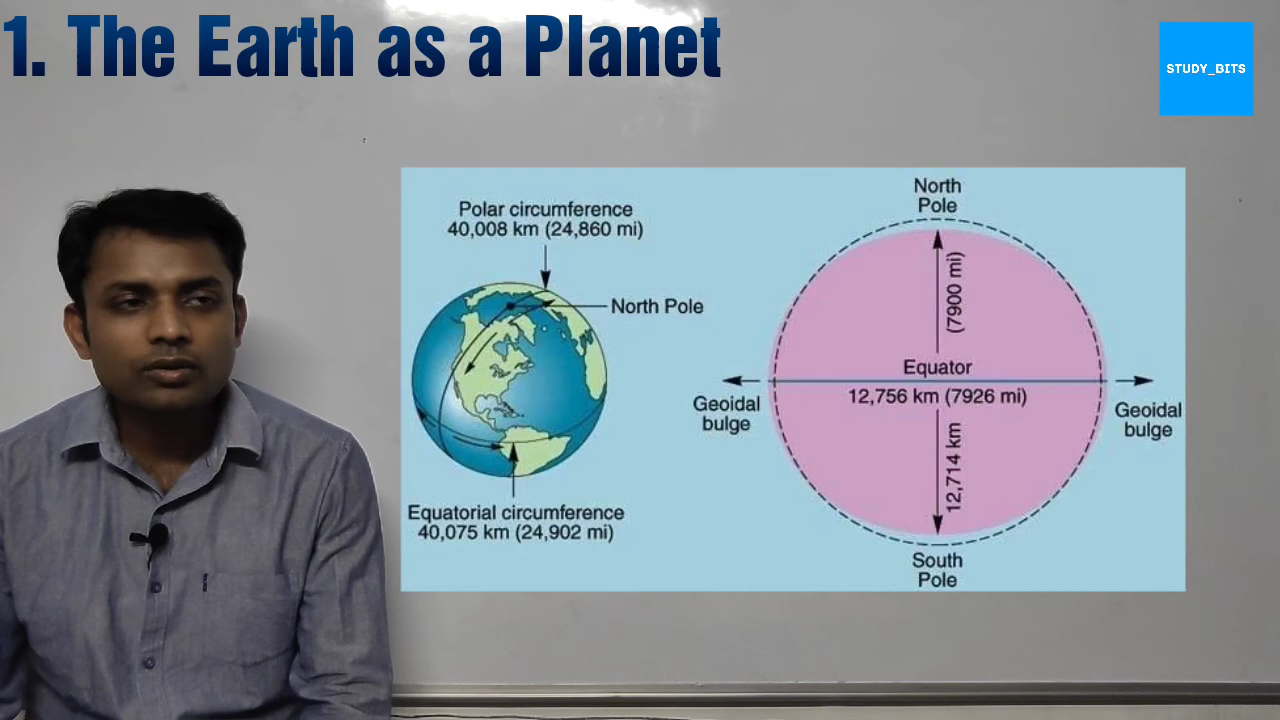 1. The Earth as a Planet
STUDY_BITS
Polar circumference
40,008 km (24,860 mi)
North Pole
Equatorial circumference
40,075 km (24,902 mi)
North
Pole
(7900 mi)
Equator
12,756 km (7926 mi)
Geoidal
bulge
Geoidal
bulge
12,714 km
South
Pole